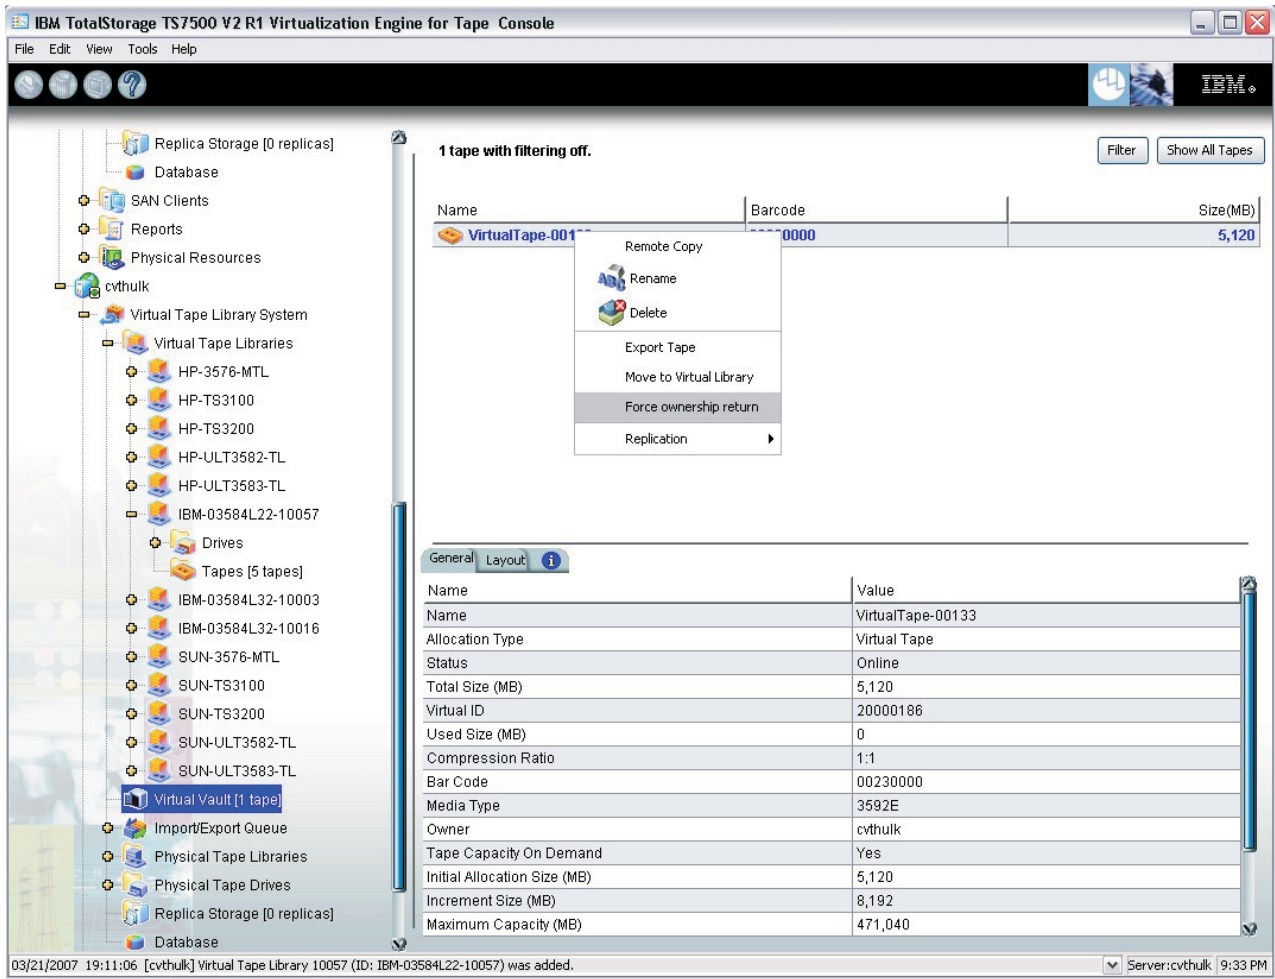 IBM TotalStorage TS7500 V2 R1 Virtualization Engine for Tape Console
File Edit View Tools Help
IBM
Replica Storage [0 replicas]
Database
SAN Clients
Reports
Physical Resources
cvthulk
Virtual Tape Library System
Virtual Tape Libraries
HP-3576-MTL
HP-TS3100
HP-TS3200
HP-ULT3582-TL
HP-ULT3583-TL
IBM-03584L22-10057
Drives
Tapes [5 tapes]
IBM-03584L32-10003
IBM-03584L32-10016
SUN-3576-MTL
SUN-TS3100
SUN-TS3200
SUN-ULT3582-TL
SUN-ULT3583-TL
Virtual Vault [1 tape]
Import/Export Queue
Physical Tape Libraries
Physical Tape Drives
Replica Storage [0 replicas]
Database
1 tape with filtering off.
Filter Show All Tapes
Name Barcode Size(MB)
5,120
Remote Copy
ABC Rename
Delete
Export Tape
Move to Virtual Library
Force ownership return
Replication
General Layout i
Name Value
Name VirtualTape-00133
Allocation Type Virtual Tape
Status Online
Total Size (MB) 5,120
Virtual ID 20000186
Used Size (MB) 0
Compression Ratio 1:1
Bar Code 00230000
Media Type 3592E
Owner cvthulk
Tape Capacity On Demand Yes
Initial Allocation Size (MB) 5,120
Increment Size (MB) 8,192
Maximum Capacity (MB) 471,040
03/21/2007 19:11:06 [cvthulk] Virtual Tape Library 10057 (ID: IBM-03584L22-10057) was added.
Server:cvthulk 9:33 PM